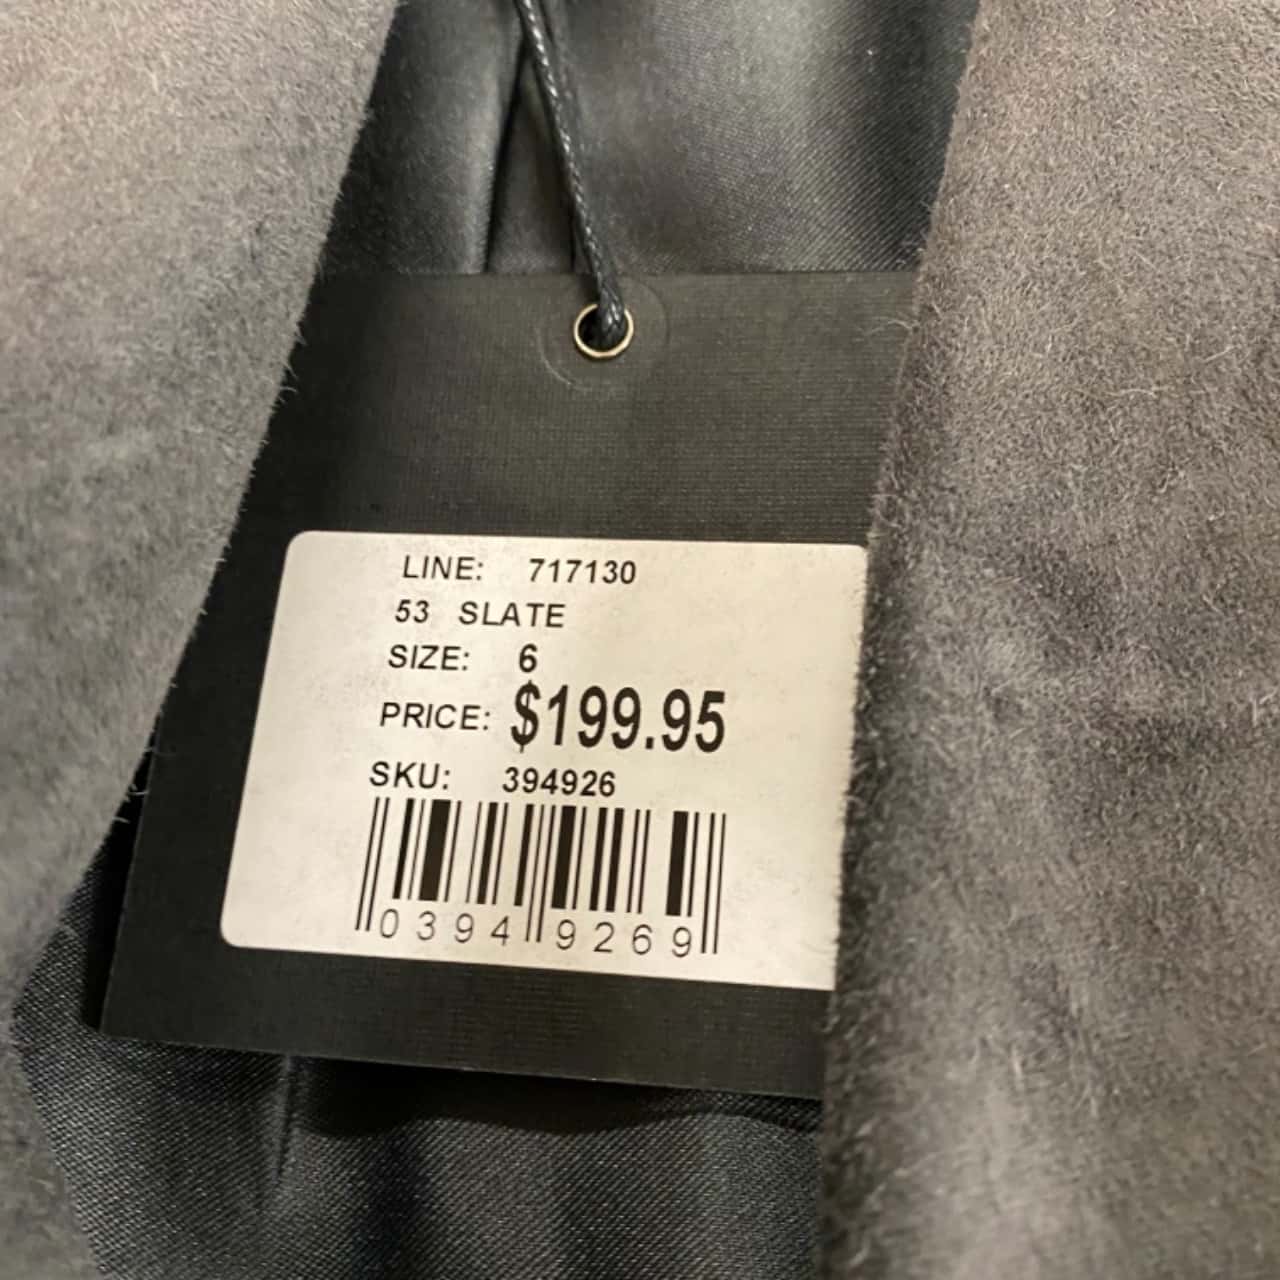 LINE: 717130
53 SLATE
SIZE: 6
PRICE: $199.95
SKU: 394926
0394 9269